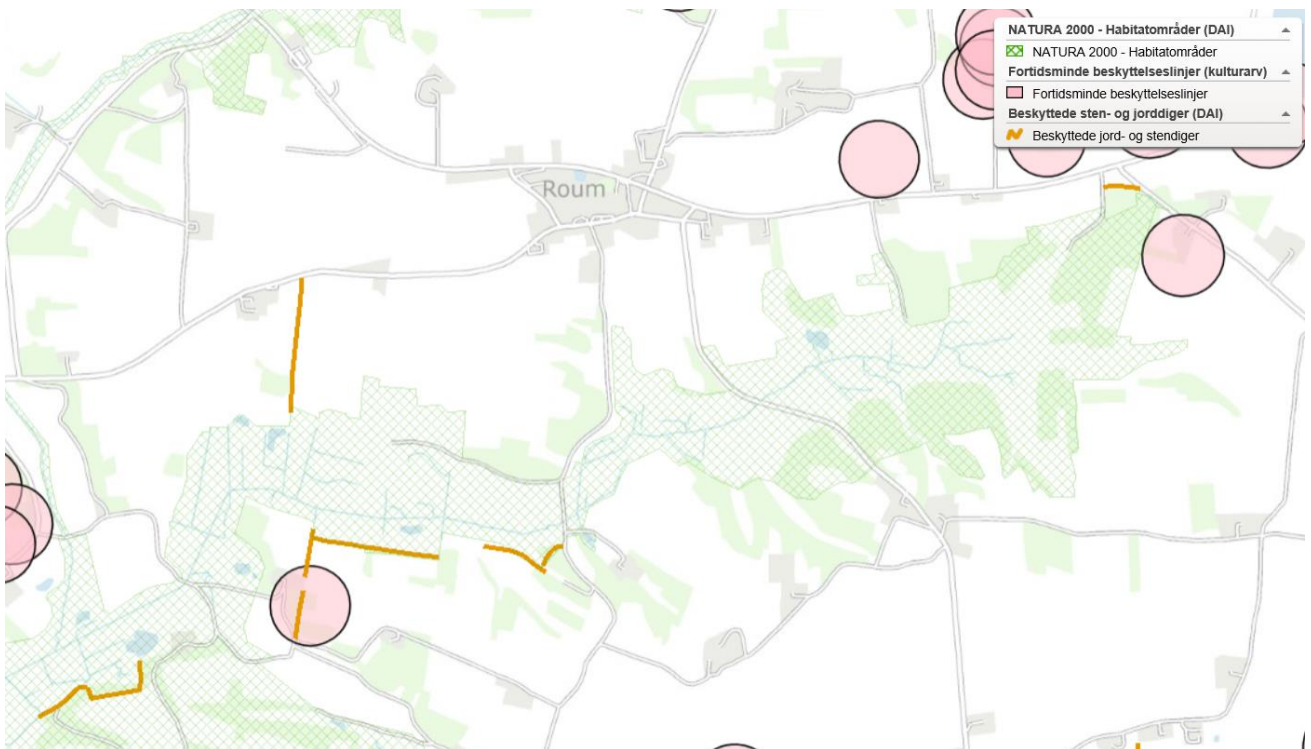 NATURA 2000 - Habitatområder (DAI)
NATURA 2000 - Habitatområder
Fortidsminde beskyttelseslinjer (kulturarv)
Fortidsminde beskyttelseslinjer
Beskyttede sten- og jorddiger (DAI)
Beskyttede jord- og stendiger
Roum